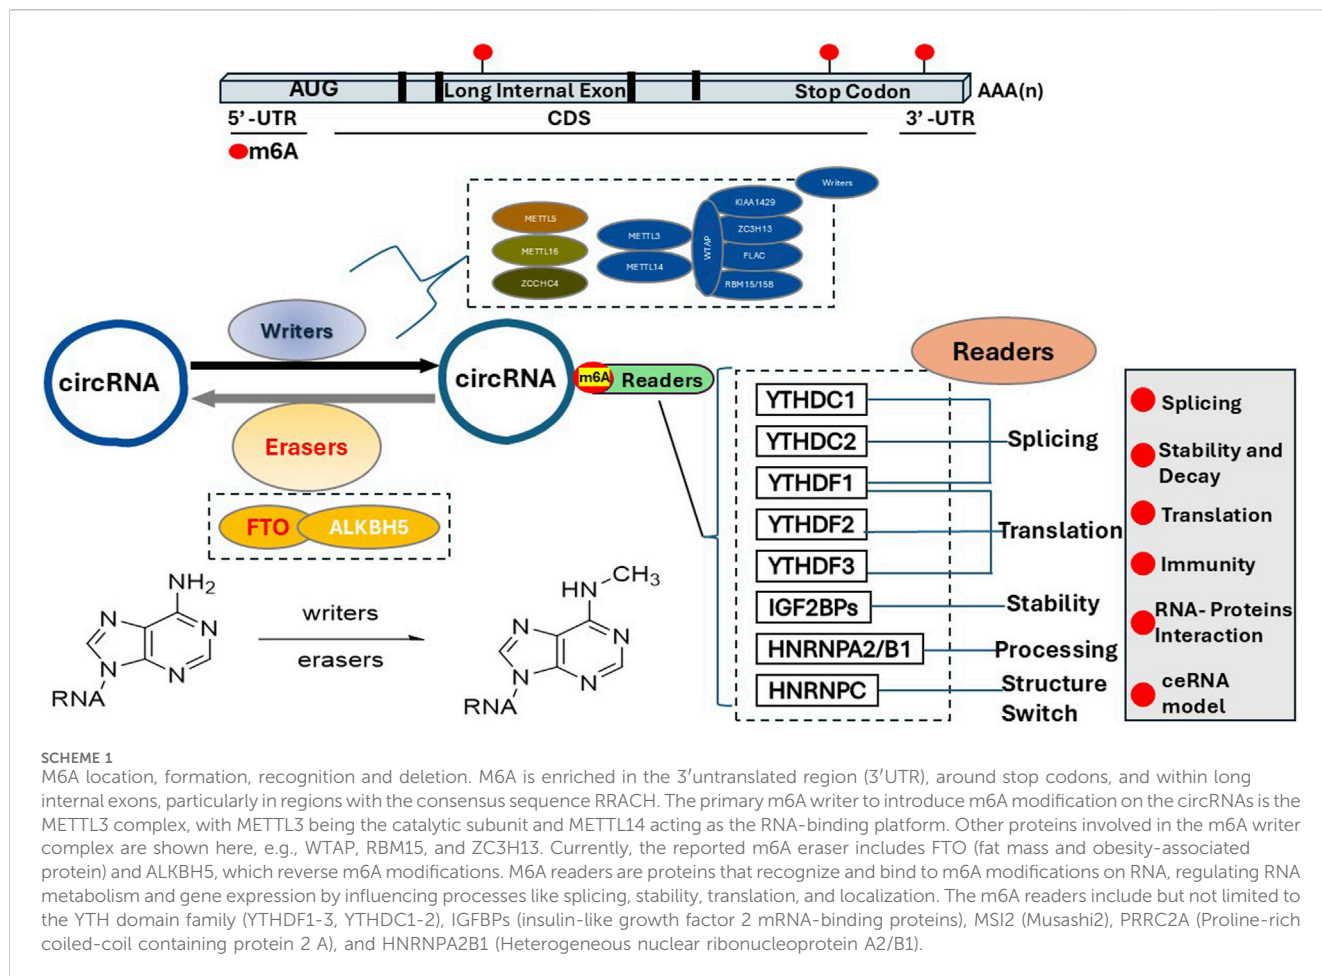 AUG
Long Internal Exon
Stop Codon
AAA(n)
5’-UTR
CDS
3’-UTR
m6A
Writers
METTL5
METTL16
ZCCHC4
METTL3
METTL14
WTAP
KIAA1429
ZC3H13
FLAC
RBM15/15B
Writers
circRNA
circRNA
m6A
Readers
Erasers
FTO
ALKBH5
Readers
YTHDC1
YTHDC2
YTHDF1
YTHDF2
YTHDF3
IGF2BPs
HNRNPA2/B1
HNRNPC
Splicing
Translation
Stability
Processing
Structure
Switch
Splicing
Stability and
Decay
Translation
Immunity
RNA- Proteins
Interaction
ceRNA
model
NH2
N
N
N
N
RNA
writers
erasers
HN
CH3
N
N
N
N
RNA
SCHEME 1
M6A location, formation, recognition and deletion. M6A is enriched in the 3′untranslated region (3′UTR), around stop codons, and within long
internal exons, particularly in regions with the consensus sequence RRACH. The primary m6A writer to introduce m6A modification on the circRNAs is the
METTL3 complex, with METTL3 being the catalytic subunit and METTL14 acting as the RNA-binding platform. Other proteins involved in the m6A writer
complex are shown here, e.g., WTAP, RBM15, and ZC3H13. Currently, the reported m6A eraser includes FTO (fat mass and obesity-associated
protein) and ALKBH5, which reverse m6A modifications. M6A readers are proteins that recognize and bind to m6A modifications on RNA, regulating RNA
metabolism and gene expression by influencing processes like splicing, stability, translation, and localization. The m6A readers include but not limited to
the YTH domain family (YTHDF1-3, YTHDC1-2), IGFBPs (insulin-like growth factor 2 mRNA-binding proteins), MSI2 (Musashi2), PRRC2A (Proline-rich
coiled-coil containing protein 2 A), and HNRNPA2B1 (Heterogeneous nuclear ribonucleoprotein A2/B1).